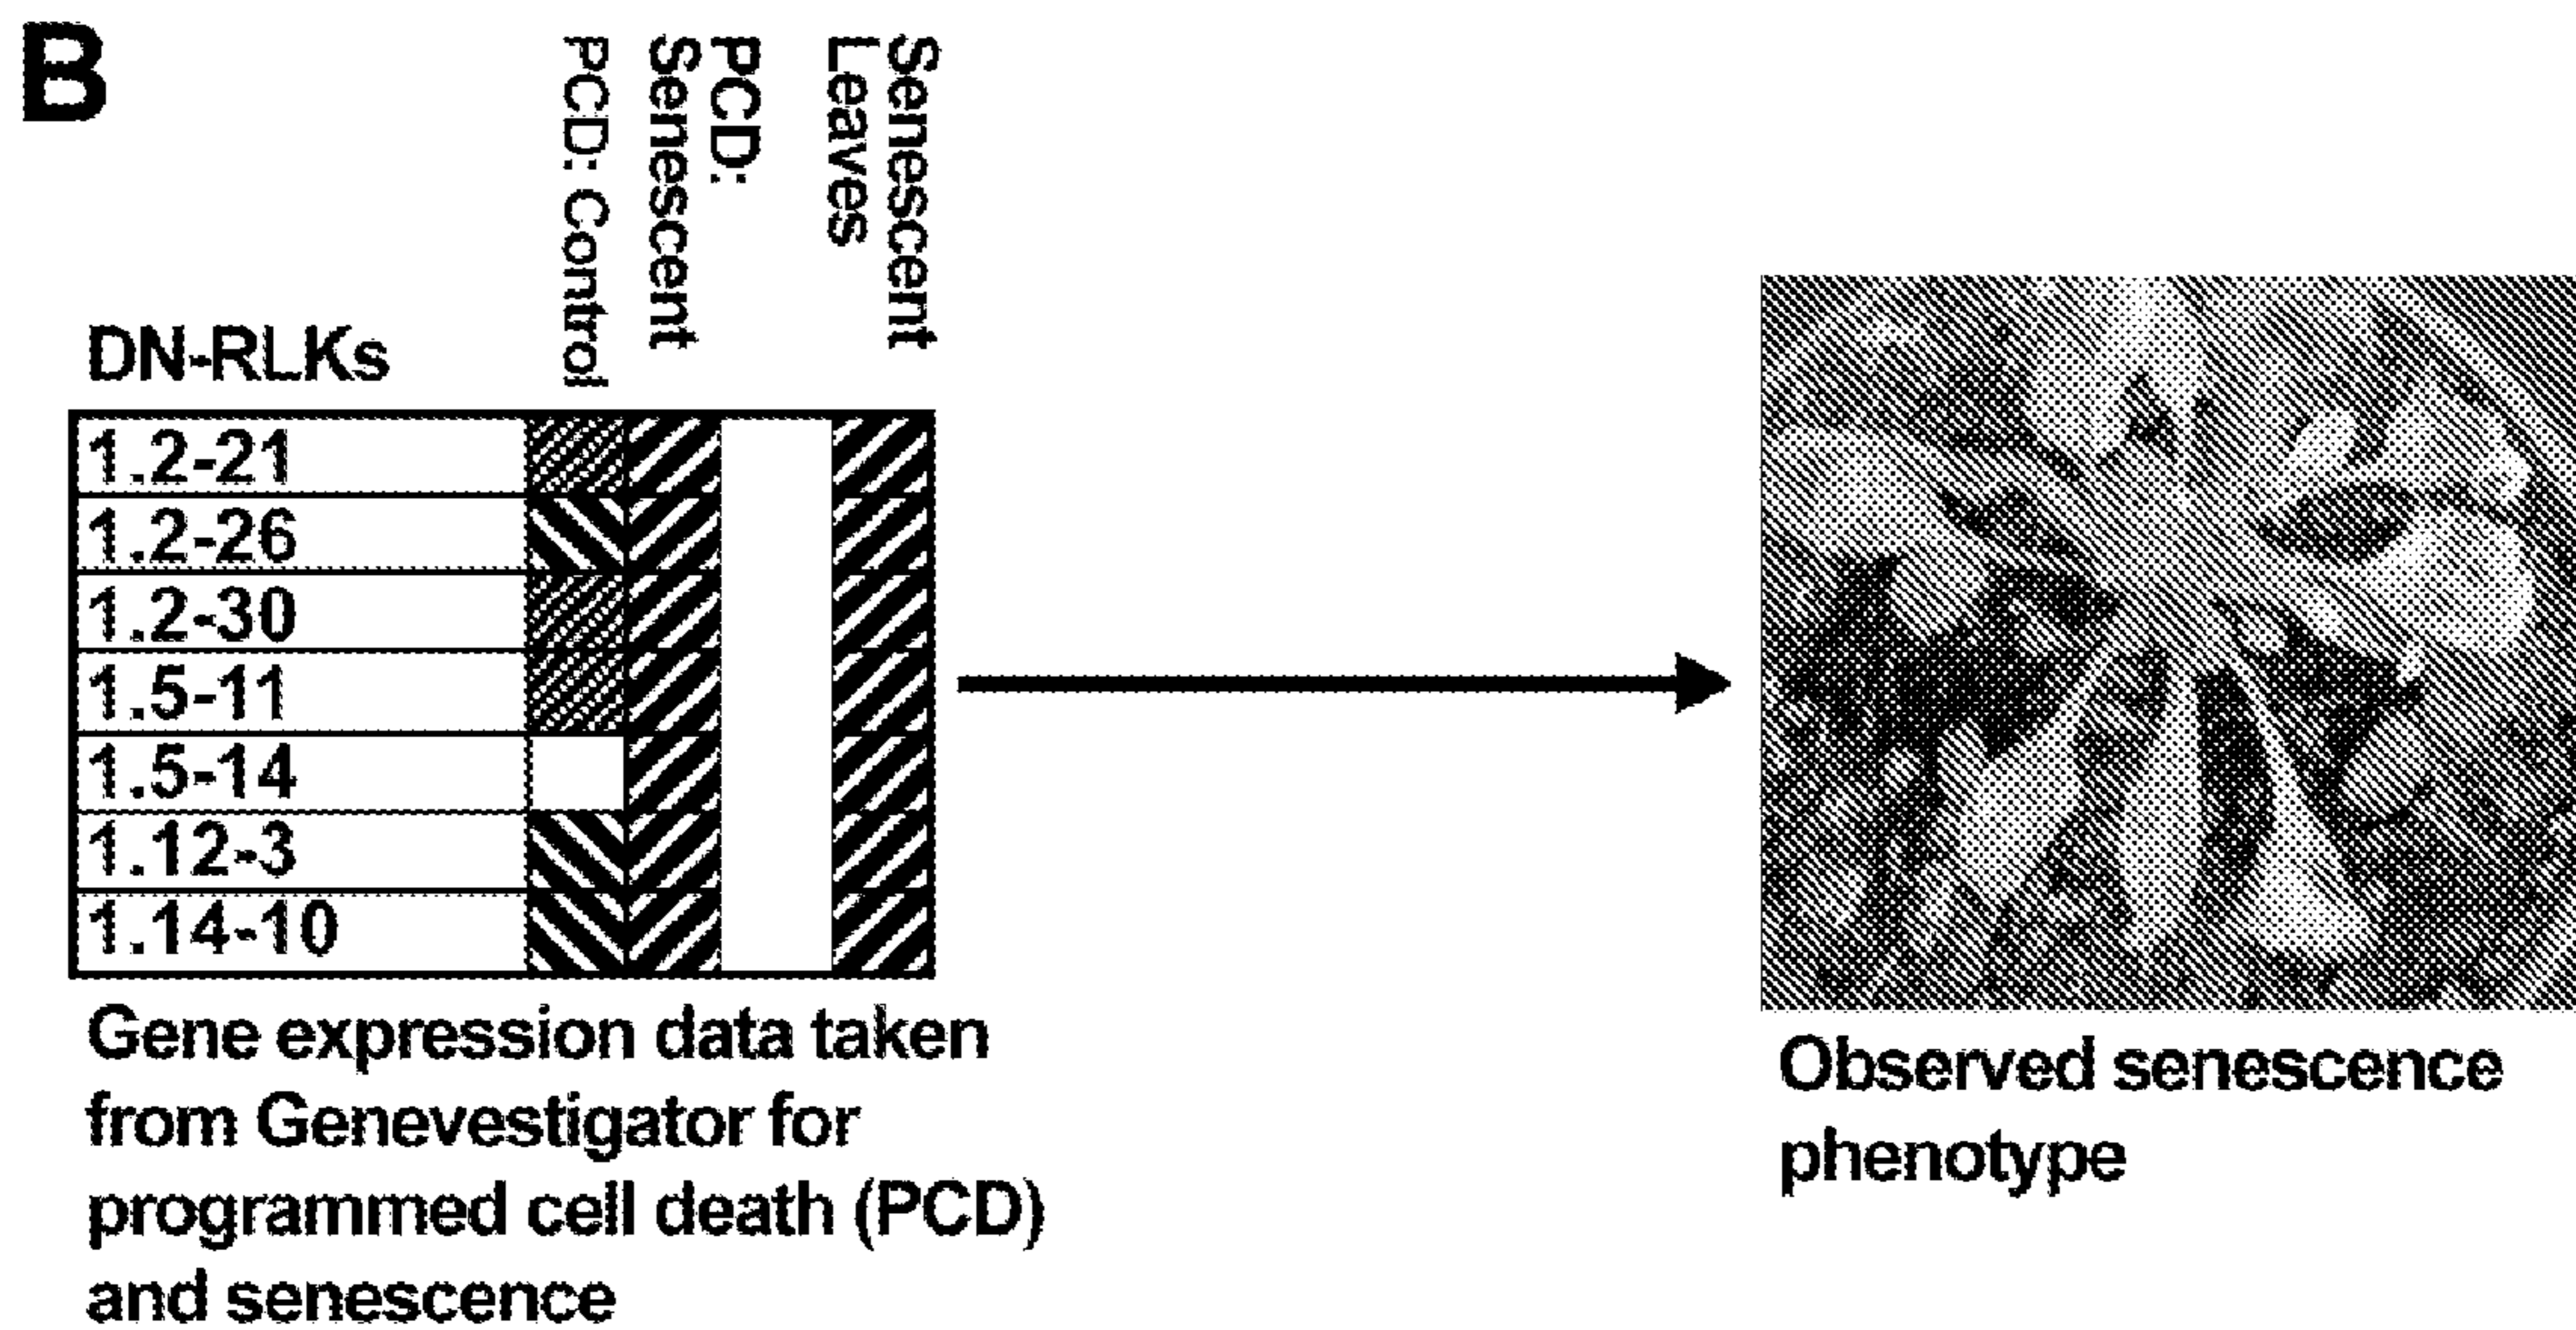 B
PCD: Control
PCD:
Senescent
Senescent
Leaves
DN-RLKs
1.2-21
1.2-26
1.2-30
1.5-11
1.5-14
1.12-3
1.14-10
Gene expression data taken
from Genevestigator for
programmed cell death (PCD)
and senescence
Observed senescence
phenotype